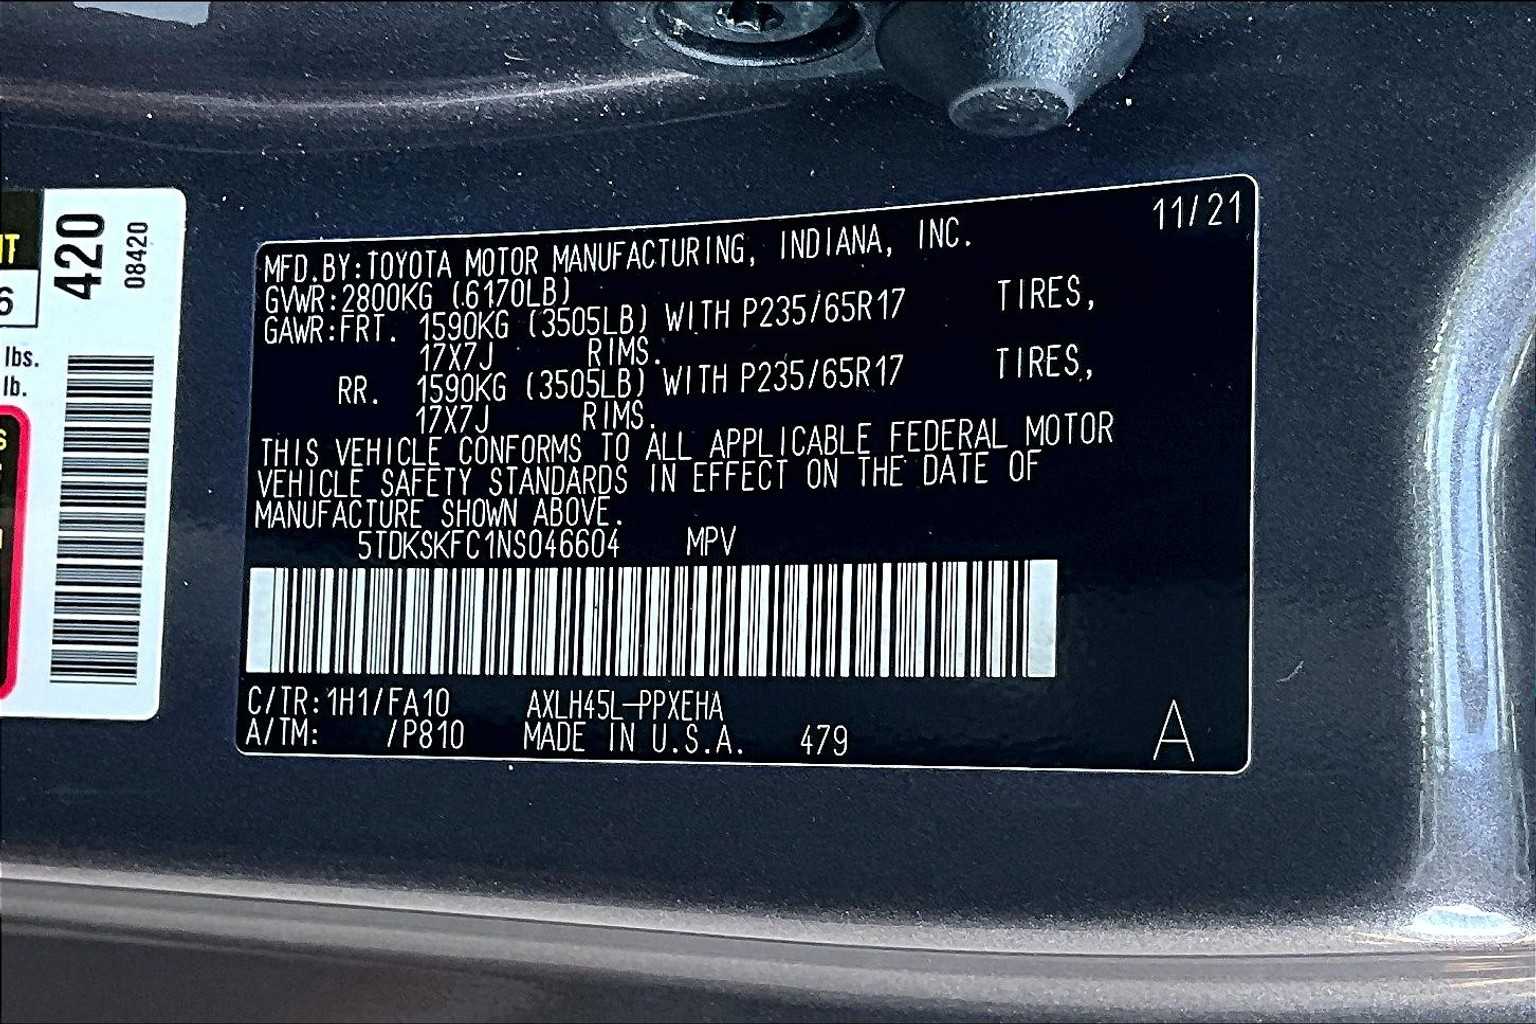 11/21
MFD.BY:TOYOTA MOTOR MANUFACTURING, INDIANA, INC.
GVWR:2800KG (6170LB)
GAWR:FRT. 1590KG (3505LB) WITH P235/65R17 TIRES,
17X7J RIMS.
RR. 1590KG (3505LB) WITH P235/65R17 TIRES,
17X7J RIMS.
THIS VEHICLE CONFORMS TO ALL APPLICABLE FEDERAL MOTOR
VEHICLE SAFETY STANDARDS IN EFFECT ON THE DATE OF
MANUFACTURE SHOWN ABOVE.
5TDKSKFC1NS046604 MPV
C/TR:1H1/FA10 AXLH45L-PPXEHA
A/TM: /P810 MADE IN U.S.A. 479 A
420
08420
6
lbs.
lb.